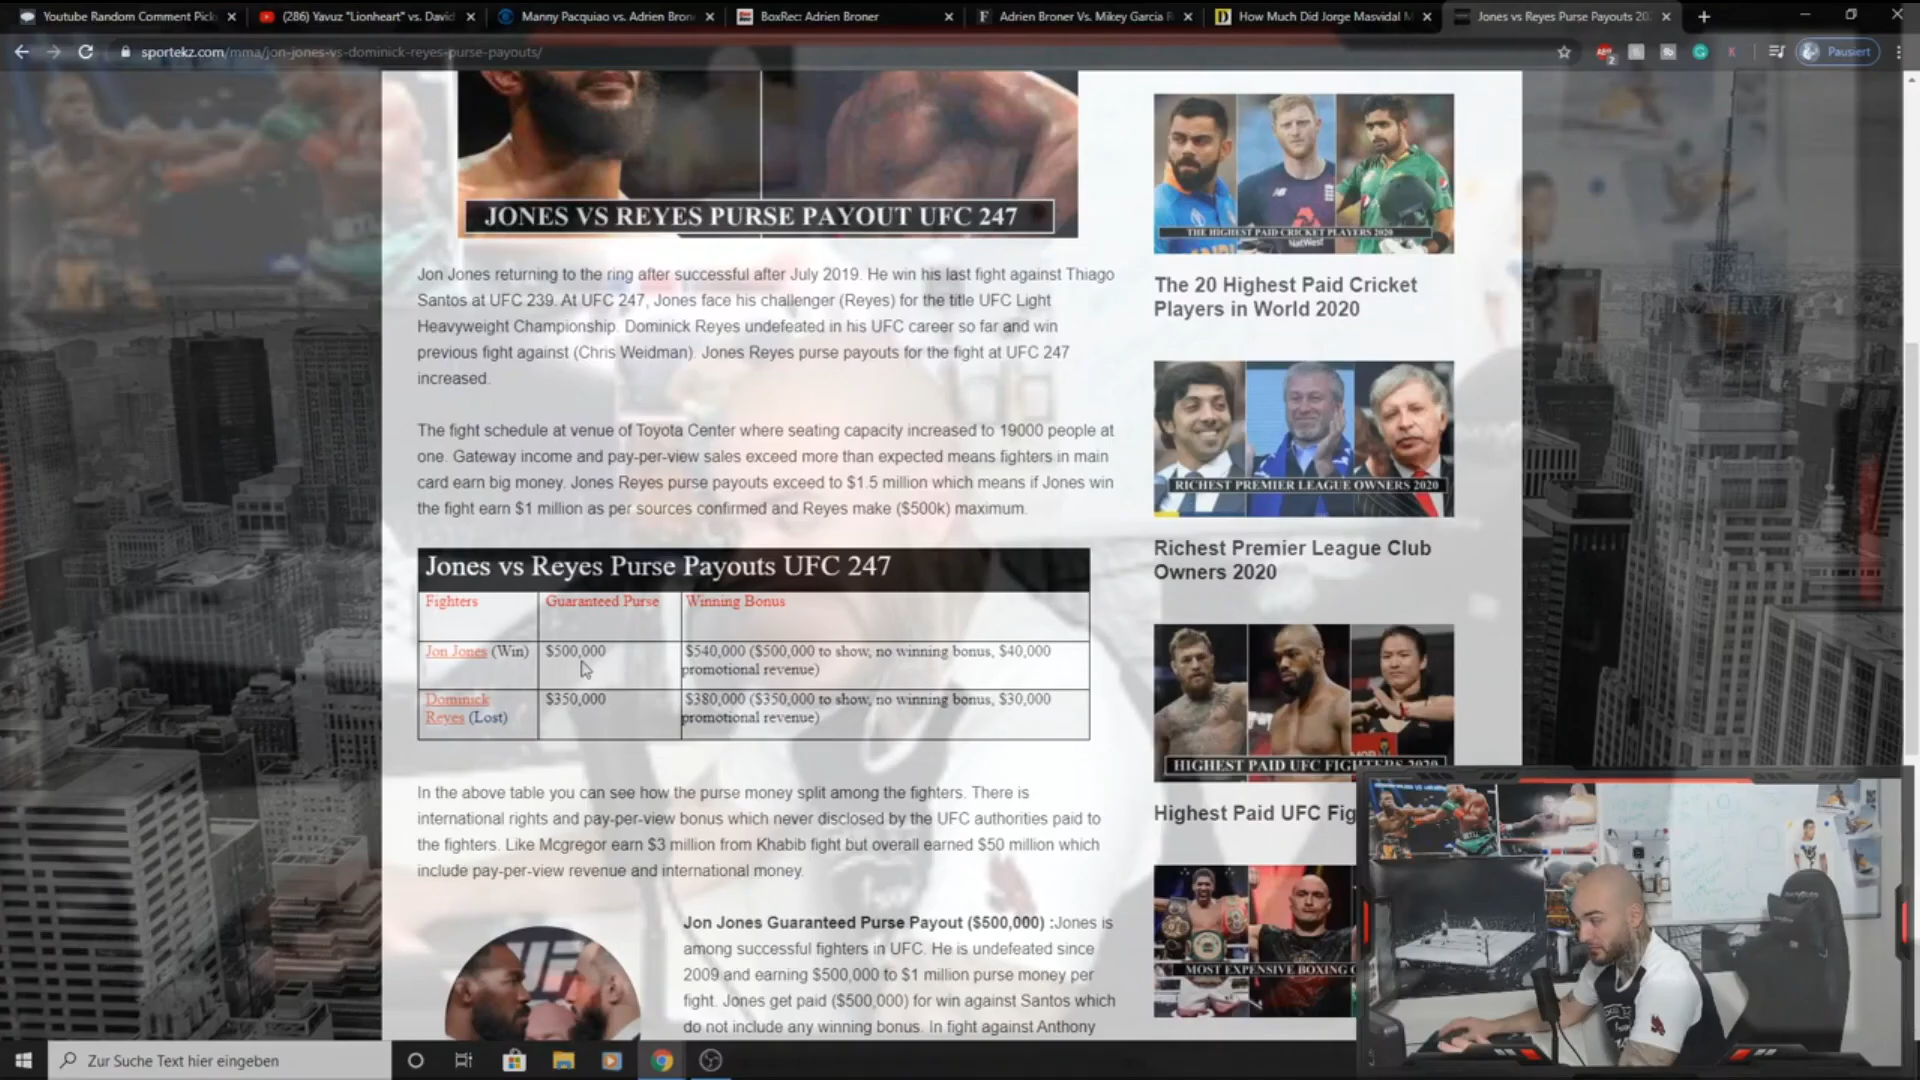 Youtube Random Comment Pick
(286) Yavuz "Lionheart" vs. David
Manny Pacquiao vs. Adrien Bron
BoxRec: Adrien Broner
Adrien Broner Vs. Mikey Garcia
How Much Did Jorge Masvidal M
Jones vs Reyes Purse Payouts 20
sportekz.com/mma/jon-jones-vs-dominick-reyes-purse-payouts/
Pausiert
JONES VS REYES PURSE PAYOUT UFC 247
Jon Jones returning to the ring after successful after July 2019. He win his last fight against Thiago
Santos at UFC 239. At UFC 247, Jones face his challenger (Reyes) for the title UFC Light
Heavyweight Championship. Dominick Reyes undefeated in his UFC career so far and win
previous fight against (Chris Weidman). Jones Reyes purse payouts for the fight at UFC 247
increased.
The fight schedule at venue of Toyota Center where seating capacity increased to 19000 people at
one. Gateway income and pay-per-view sales exceed more than expected means fighters in main
card earn big money. Jones Reyes purse payouts exceed to $1.5 million which means if Jones win
the fight earn $1 million as per sources confirmed and Reyes make ($500k) maximum.
Jones vs Reyes Purse Payouts UFC 247
Fighters Guaranteed Purse Winning Bonus
Jon Jones (Win) $500,000 $540,000 ($500,000 to show, no winning bonus, $40,000
promotional revenue)
Dominick $350,000 $380,000 ($350,000 to show, no winning bonus, $30,000
Reyes (Lost) promotional revenue)
In the above table you can see how the purse money split among the fighters. There is
international rights and pay-per-view bonus which never disclosed by the UFC authorities paid to
the fighters. Like Mcgregor earn $3 million from Khabib fight but overall earned $50 million which
include pay-per-view revenue and international money.
Jon Jones Guaranteed Purse Payout ($500,000) :Jones is
among successful fighters in UFC. He is undefeated since
2009 and earning $500,000 to $1 million purse money per
fight. Jones get paid ($500,000) for win against Santos which
do not include any winning bonus. In fight against Anthony
THE HIGHEST PAID CRICKET PLAYERS 2020
NatWest
The 20 Highest Paid Cricket
Players in World 2020
RICHEST PREMIER LEAGUE OWNERS 2020
Richest Premier League Club
Owners 2020
HIGHEST PAID UFC FIGHTERS 2020
Highest Paid UFC Fig
MOST EXPENSIVE BOXING
Zur Suche Text hier eingeben